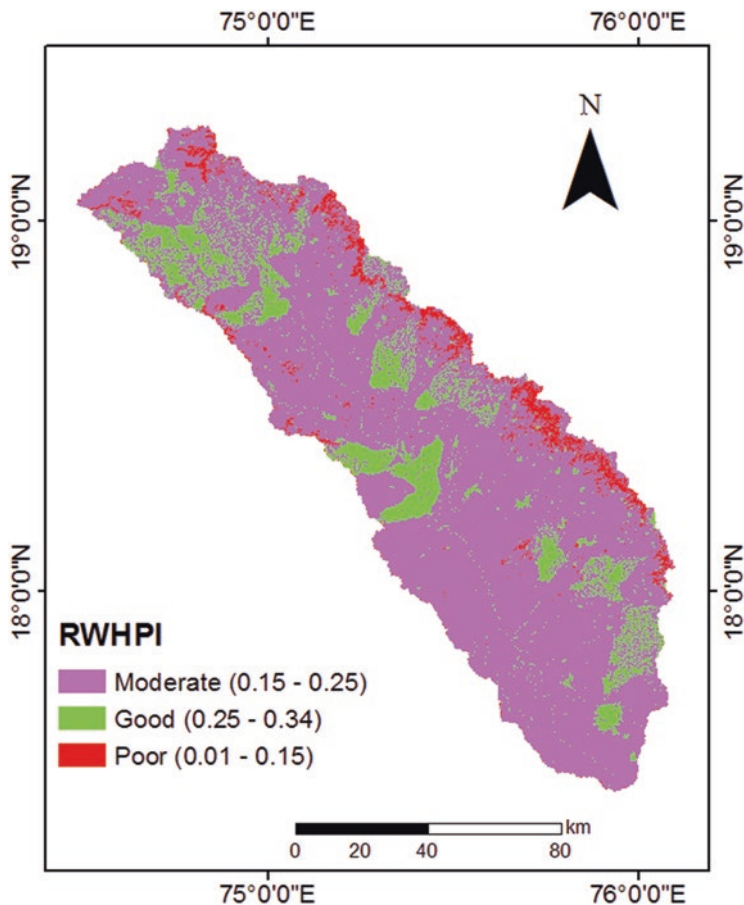 75°0'0"E 76°0'0"E
N
19°0'0"N 19°0'0"N
18°0'0"N 18°0'0"N
RWHPI
Moderate (0.15 - 0.25)
Good (0.25 - 0.34)
Poor (0.01 - 0.15)
km
0 20 40 80
75°0'0"E 76°0'0"E